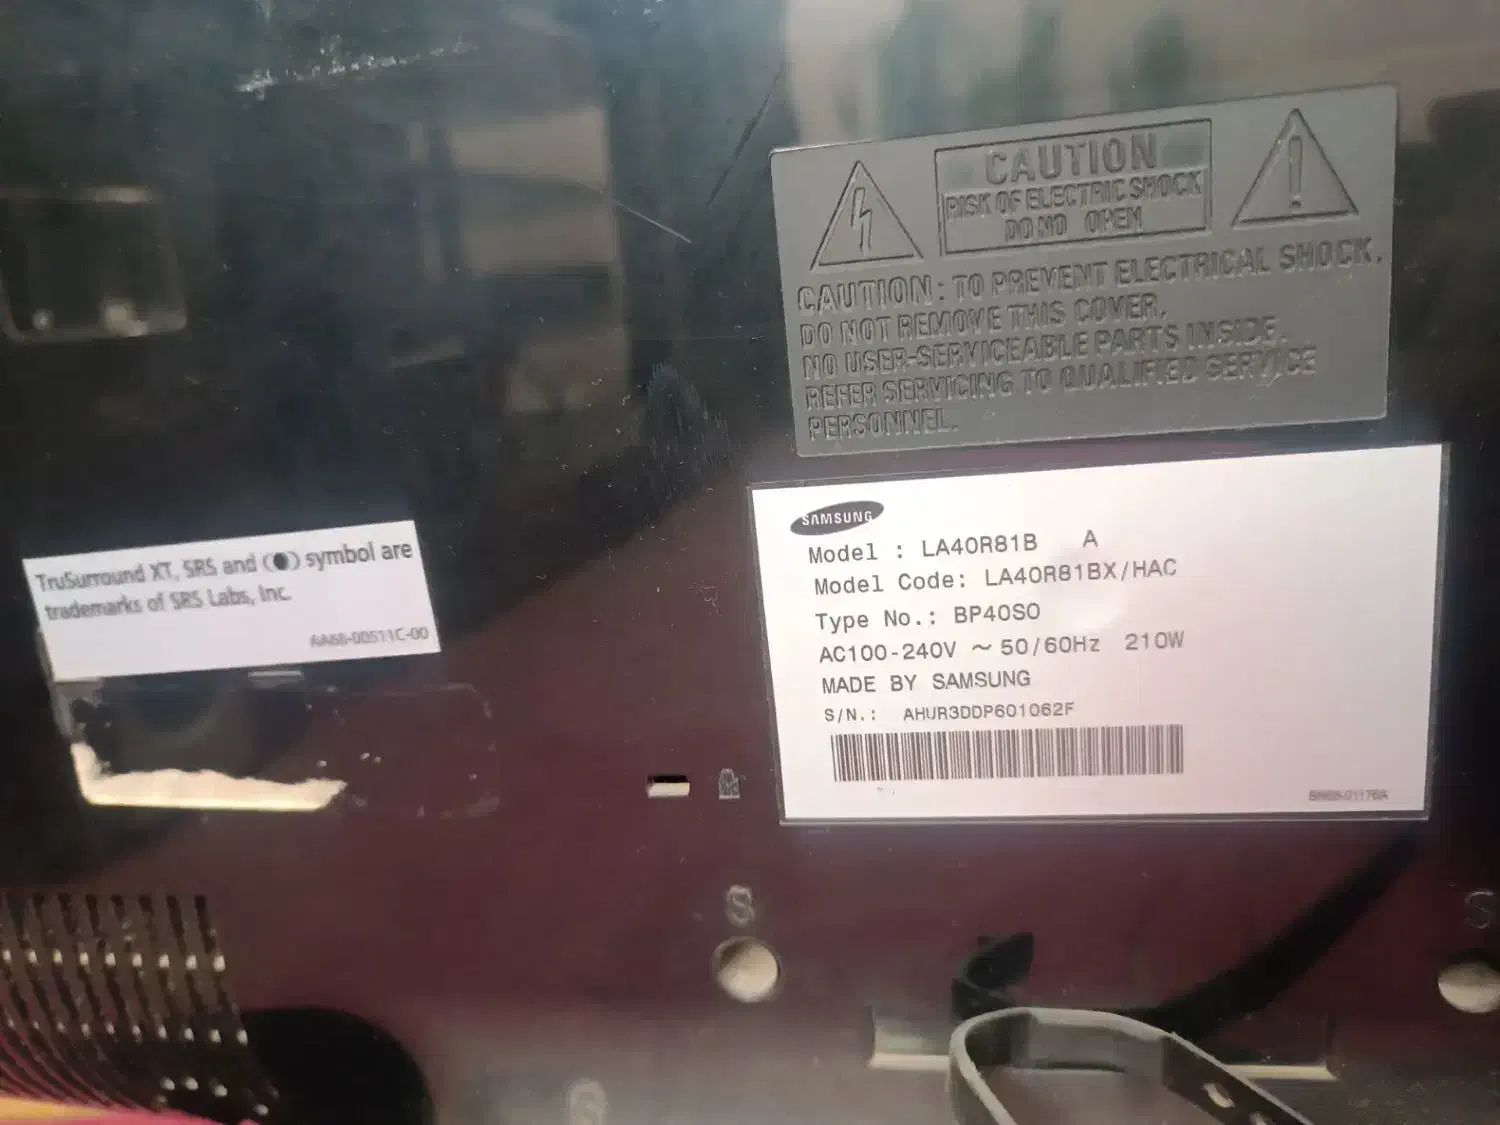 CAUTION
RISK OF ELECTRIC SHOCK
DO NO OPEN
CAUTION: TO PREVENT ELECTRICAL SHOCK,
DO NOT REMOVE THIS COVER,
NO USER-SERVICEABLE PARTS INSIDE.
REFER SERVICING TO QUALIFIED SERVICE
PERSONNEL.
TruSurround XT, SRS and (●) symbol are
trademarks of SRS Labs, Inc.
AA68-00511C-00
SAMSUNG
Model : LA40R81B A
Model Code: LA40R81BX/HAC
Type No.: BP40SO
AC100-240V ~ 50/60Hz 210W
MADE BY SAMSUNG
S/N.: AHUR3DDP601062F
S
S
S